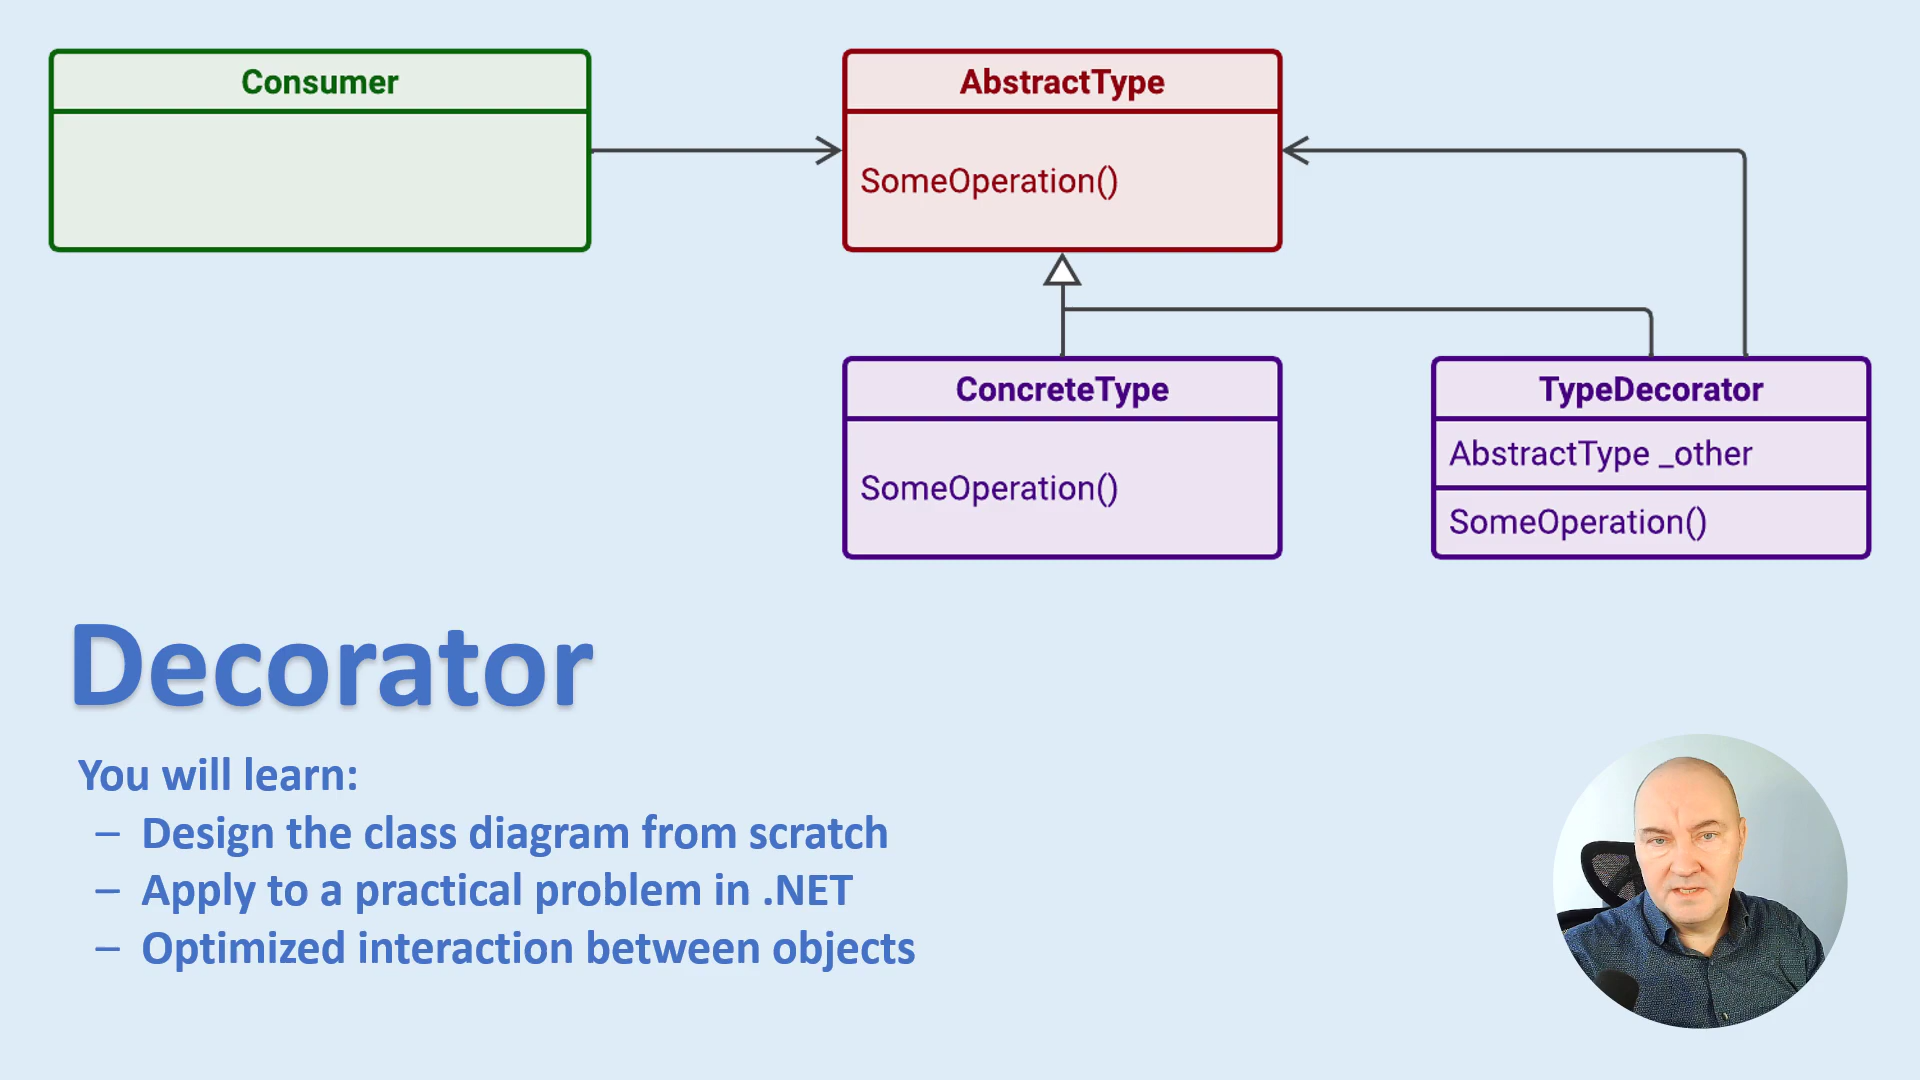 Consumer
AbstractType
SomeOperation()
ConcreteType
SomeOperation()
TypeDecorator
AbstractType _other
SomeOperation()
Decorator
You will learn:
– Design the class diagram from scratch
– Apply to a practical problem in .NET
– Optimized interaction between objects